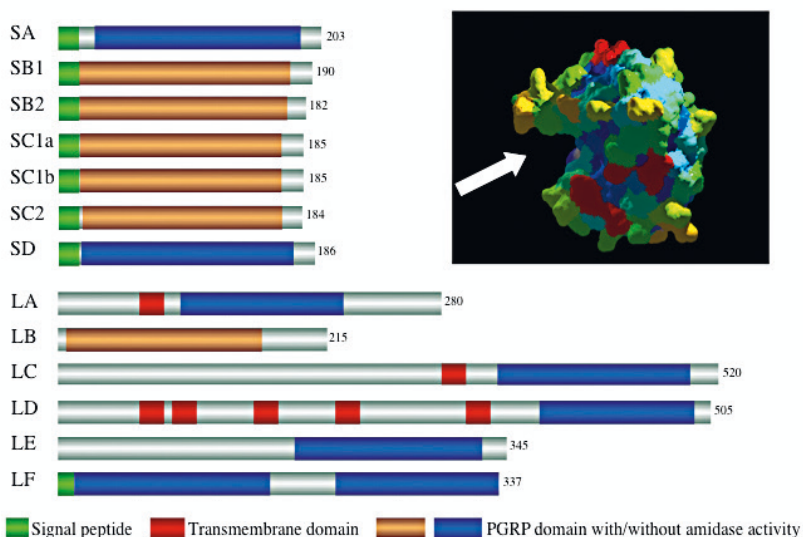 SA 203
SB1 190
SB2 182
SC1a 185
SC1b 185
SC2 184
SD 186
LA 280
LB 215
LC 520
LD 505
LE 345
LF 337
Signal peptide Transmembrane domain PGRP domain with/without amidase activity